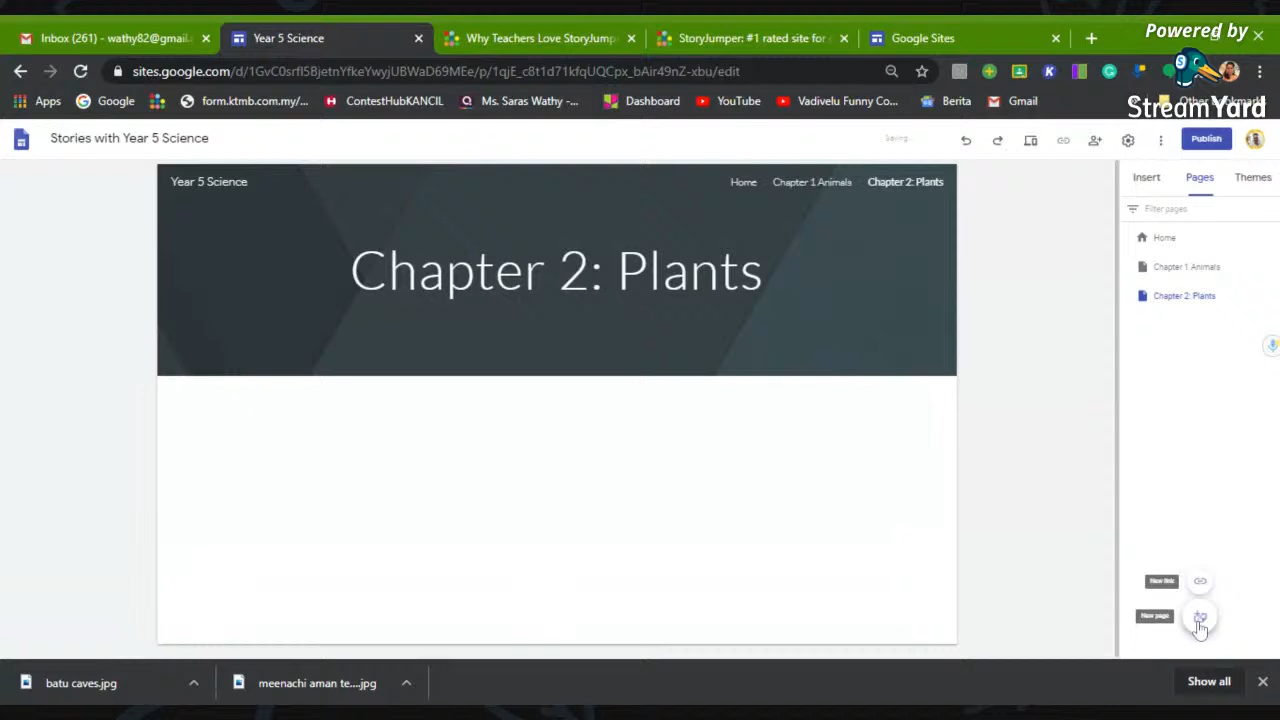 Powered by
StreamYard
Inbox (261) - wathy82@gmail.
Year 5 Science
Why Teachers Love StoryJump
StoryJumper: #1 rated site for
Google Sites
sites.google.com/d/1GvC0srfl5BjetnYfkeYwyjUBWaD69MEe/p/1qjE_c8t1d71kfqUQCpx_bAir49nZ-xbu/edit
Apps
Google
form.ktmb.com.my/...
ContestHubKANCIL
Ms. Saras Wathy -...
Dashboard
YouTube
Vadivelu Funny Co...
Berita
Gmail
Stories with Year 5 Science
Saving...
Publish
Year 5 Science
Home
Chapter 1 Animals
Chapter 2: Plants
Insert
Pages
Themes
Chapter 2: Plants
Filter pages
Home
Chapter 1 Animals
Chapter 2: Plants
New link
New page
batu caves.jpg
meenachi aman te....jpg
Show all